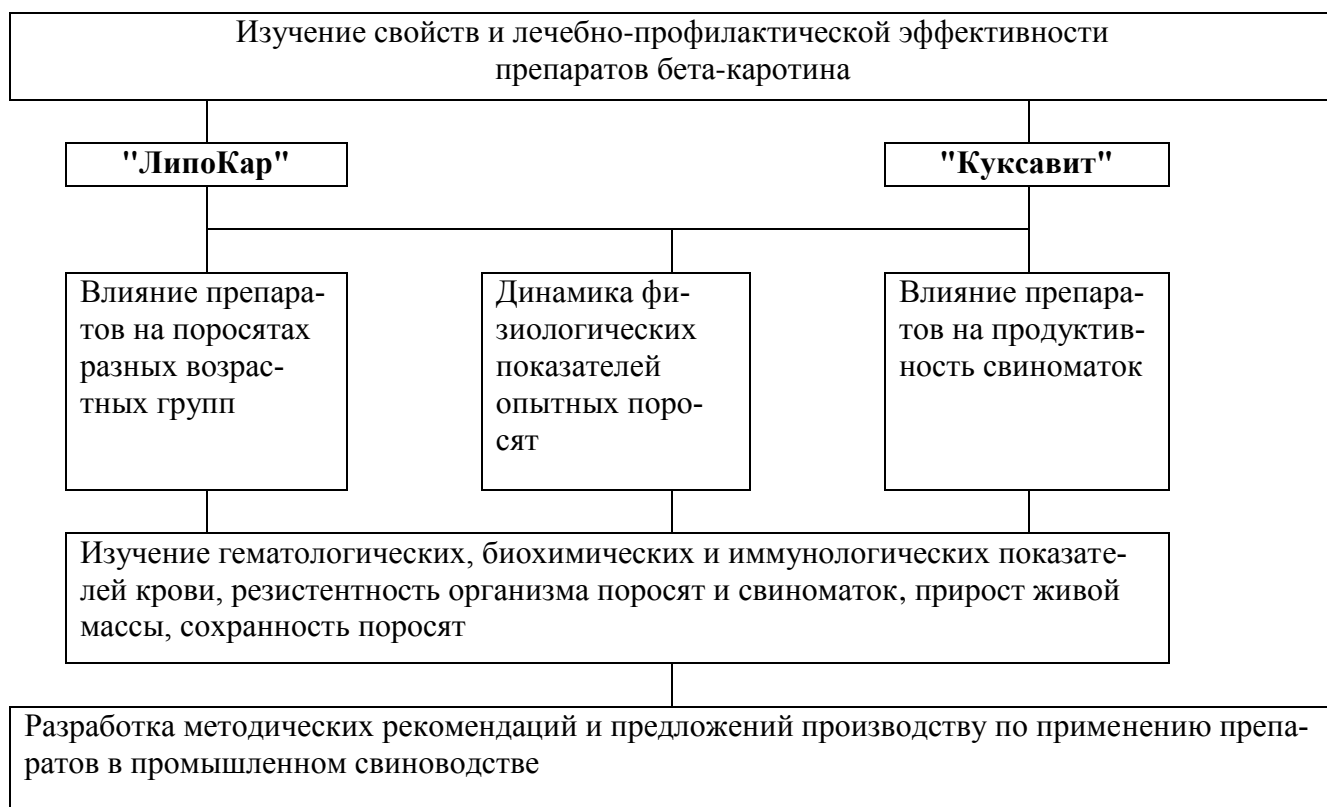 Изучение свойств и лечебно-профилактической эффективности
препаратов бета-каротина
"ЛипоКар"
"Куксавит"
Влияние препара-
тов на поросятах
разных возрас-
тных групп
Динамика фи-
зиологических
показателей
опытных поро-
сят
Влияние препара-
тов на продуктив-
ность свиноматок
Изучение гематологических, биохимических и иммунологических показате-
лей крови, резистентность организма поросят и свиноматок, прирост живой
массы, сохранность поросят
Разработка методических рекомендаций и предложений производству по применению препа-
ратов в промышленном свиноводстве